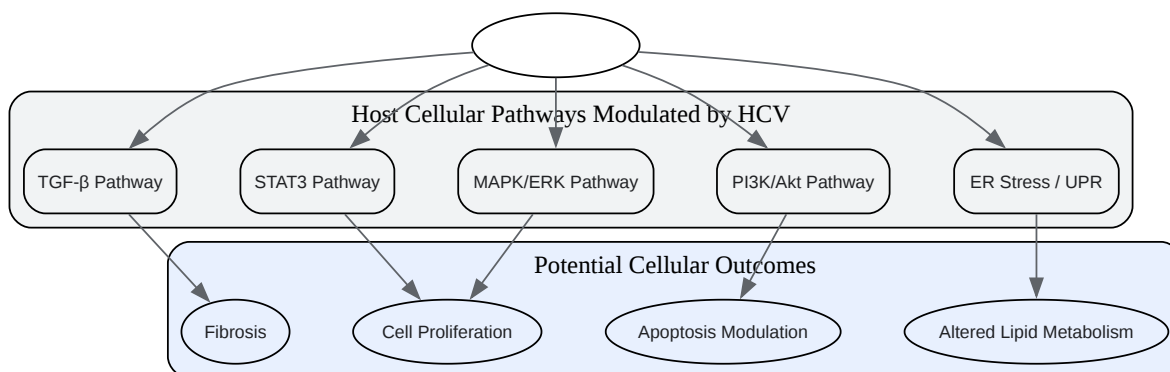 Host Cellular Pathways Modulated by HCV
TGF-β Pathway
STAT3 Pathway
MAPK/ERK Pathway
PI3K/Akt Pathway
ER Stress / UPR
Potential Cellular Outcomes
Fibrosis
Cell Proliferation
Apoptosis Modulation
Altered Lipid Metabolism